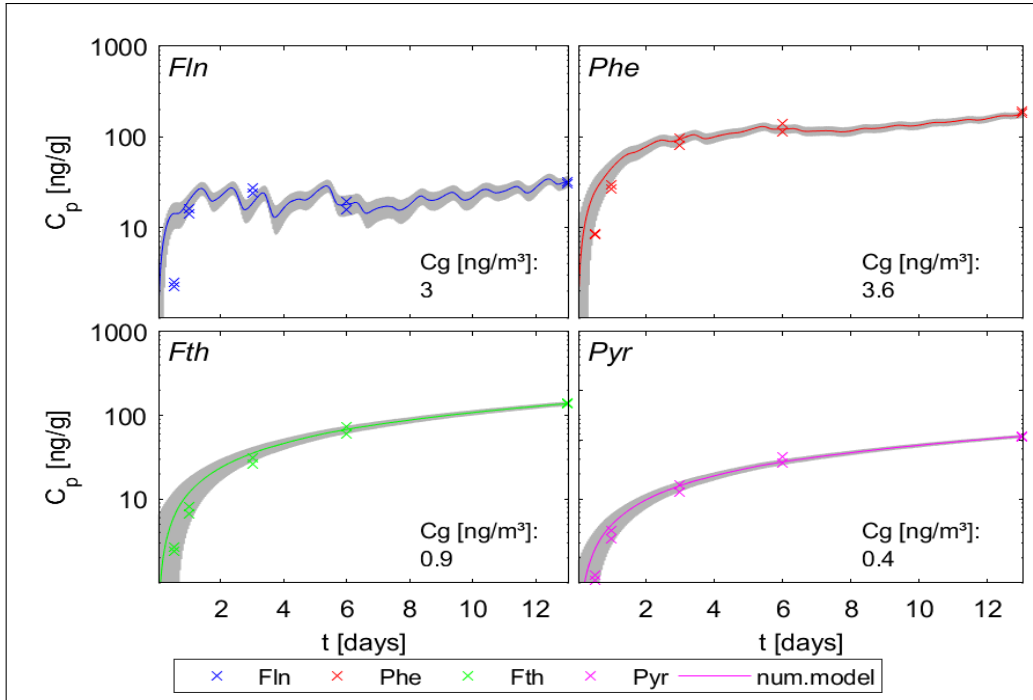 1000
100
10
C_p [ng/g]
Fln
Cg [ng/m³]:
3
Phe
Cg [ng/m³]:
3.6
1000
100
10
C_p [ng/g]
Fth
Cg [ng/m³]:
0.9
Pyr
Cg [ng/m³]:
0.4
2 4 6 8 10 12
2 4 6 8 10 12
t [days]
t [days]
Fln Phe Fth Pyr num.model